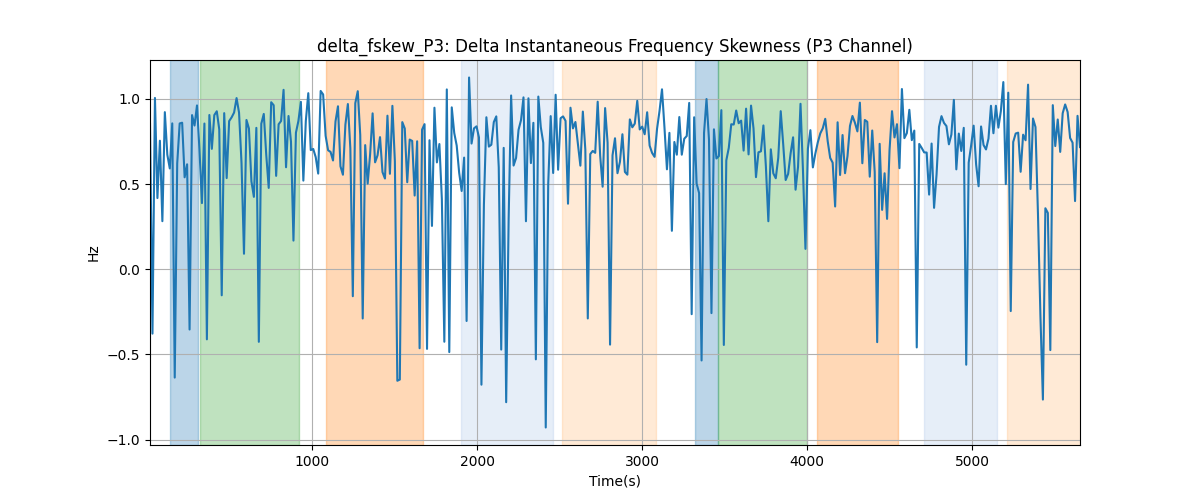 delta_fskew_P3: Delta Instantaneous Frequency Skewness (P3 Channel)
1.0
0.5
0.0
−0.5
−1.0
Hz
1000 2000 3000 4000 5000
Time(s)